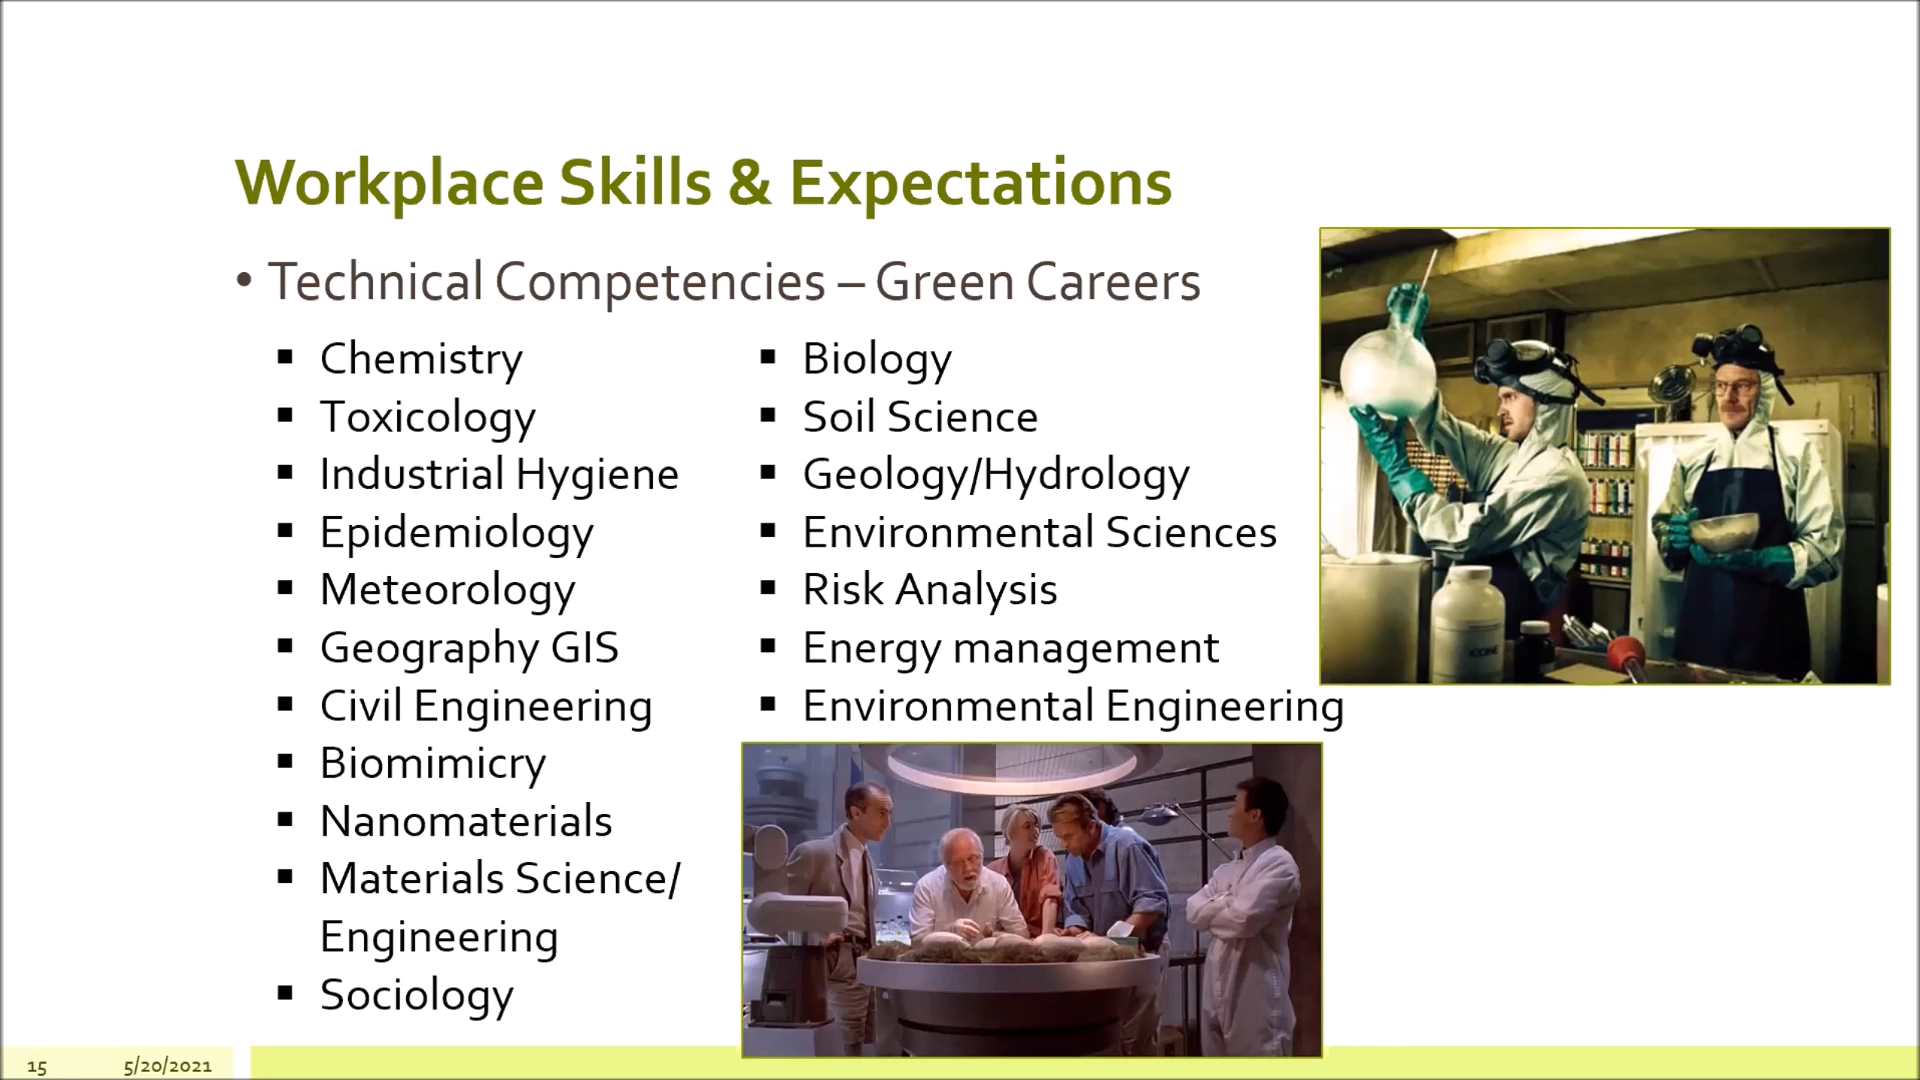 Workplace Skills & Expectations
• Technical Competencies – Green Careers
▪ Chemistry
▪ Toxicology
▪ Industrial Hygiene
▪ Epidemiology
▪ Meteorology
▪ Geography GIS
▪ Civil Engineering
▪ Biomimicry
▪ Nanomaterials
▪ Materials Science/
Engineering
▪ Sociology
▪ Biology
▪ Soil Science
▪ Geology/Hydrology
▪ Environmental Sciences
▪ Risk Analysis
▪ Energy management
▪ Environmental Engineering
IODINE
15
5/20/2021